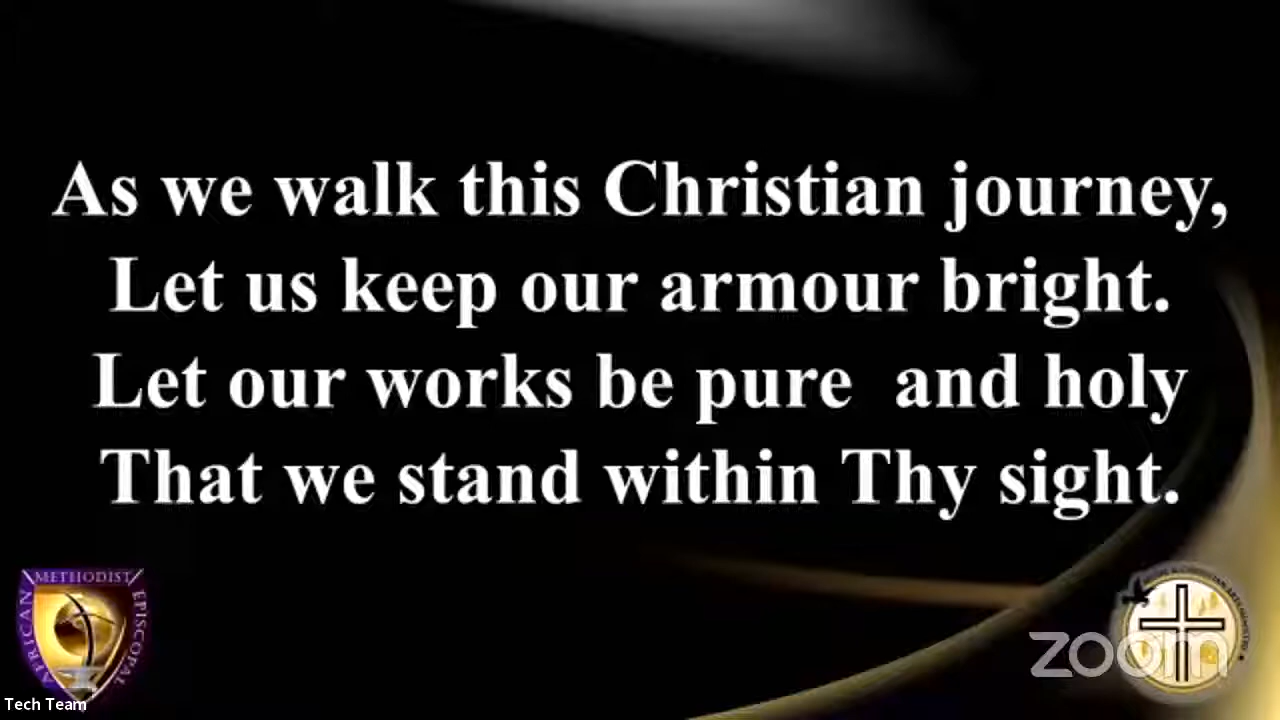 As we walk this Christian journey,
Let us keep our armour bright.
Let our works be pure  and holy
That we stand within Thy sight.
AFRICAN METHODIST EPISCOPAL
zoom
Tech Team